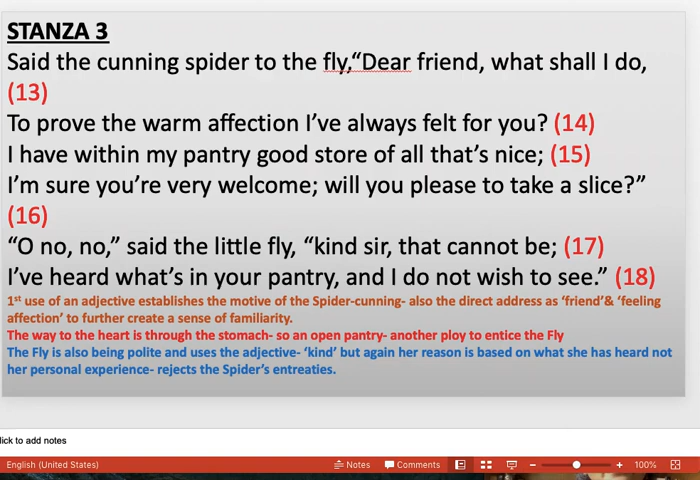 STANZA 3
Said the cunning spider to the fly,“Dear friend, what shall I do,
(13)
To prove the warm affection I’ve always felt for you? (14)
I have within my pantry good store of all that’s nice; (15)
I’m sure you’re very welcome; will you please to take a slice?”
(16)
“O no, no,” said the little fly, “kind sir, that cannot be; (17)
I’ve heard what’s in your pantry, and I do not wish to see.” (18)
1st use of an adjective establishes the motive of the Spider-cunning- also the direct address as ‘friend’& ‘feeling
affection’ to further create a sense of familiarity.
The way to the heart is through the stomach- so an open pantry- another ploy to entice the Fly
The Fly is also being polite and uses the adjective- ‘kind’ but again her reason is based on what she has heard not
her personal experience- rejects the Spider’s entreaties.
lick to add notes
English (United States) Notes Comments 100%